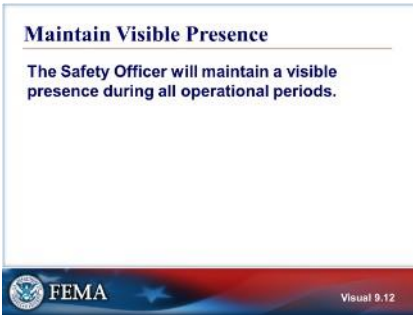 Maintain Visible Presence
The Safety Officer will maintain a visible
presence during all operational periods.
FEMA
Visual 9.12